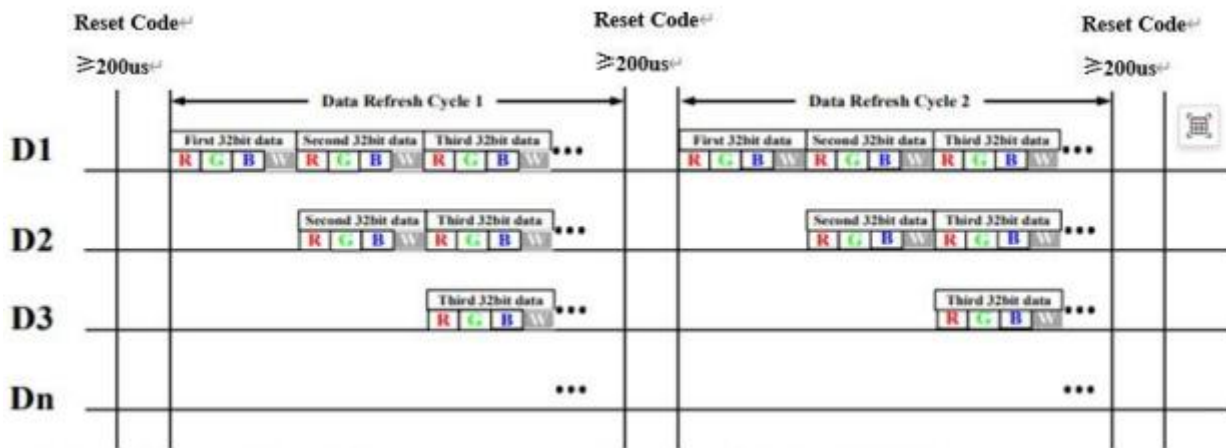 Reset Code↵ Reset Code↵ Reset Code↵
≥200us↵ ≥200us↵ ≥200us↵
Data Refresh Cycle 1 Data Refresh Cycle 2
D1 First 32bit data Second 32bit data Third 32bit data ••• First 32bit data Second 32bit data Third 32bit data •••
R G B W R G B W R G B W R G B W R G B W R G B W
D2 Second 32bit data Third 32bit data ••• Second 32bit data Third 32bit data •••
R G B W R G B W R G B W R G B W
D3 Third 32bit data ••• Third 32bit data •••
R G B W R G B W
Dn ••• •••